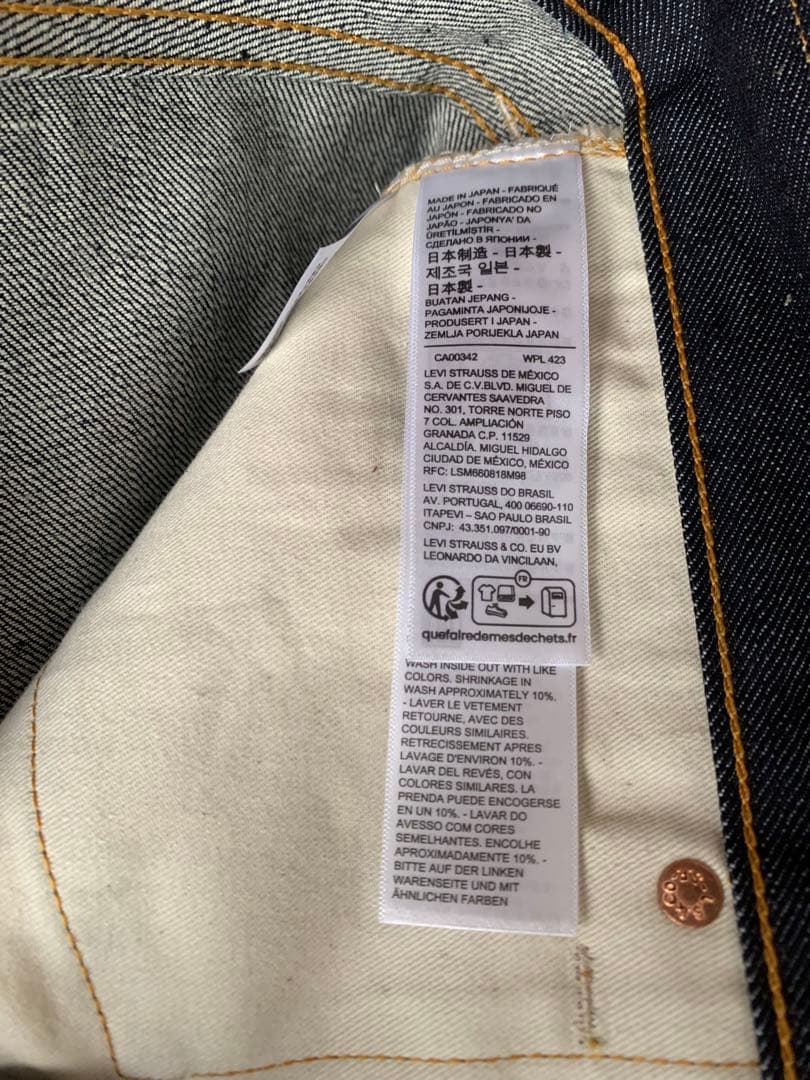 MADE IN JAPAN - FABRIQUÉ
AU JAPON - FABRICADO EN
JAPÓN - FABRICADO NO
JAPÃO - JAPONYA' DA
ÜRETİLMİŞTİR -
СДЕЛАНО В ЯПОНИИ -
日本制造 - 日本製 -
제조국 일본 -
日本製 -
BUATAN JEPANG -
PAGAMINTA JAPONIJOJE -
PRODUSERT I JAPAN -
ZEMLJA PORIJEKLA JAPAN
CA00342 WPL 423
LEVI STRAUSS DE MÉXICO
S.A. DE C.V.BLVD. MIGUEL DE
CERVANTES SAAVEDRA
NO. 301, TORRE NORTE PISO
7 COL. AMPLIACIÓN
GRANADA C.P. 11529
ALCALDÍA. MIGUEL HIDALGO
CIUDAD DE MÉXICO, MÉXICO
RFC: LSM660818M98
LEVI STRAUSS DO BRASIL
AV. PORTUGAL, 400 06690-110
ITAPEVI – SAO PAULO BRASIL
CNPJ: 43.351.097/0001-90
LEVI STRAUSS & CO. EU BV
LEONARDO DA VINCILAAN,
FR
quefairedemesdechets.fr
WASH INSIDE OUT WITH LIKE
COLORS. SHRINKAGE IN
WASH APPROXIMATELY 10%.
- LAVER LE VETEMENT
RETOURNE, AVEC DES
COULEURS SIMILAIRES.
RETRECISSEMENT APRES
LAVAGE D'ENVIRON 10%. -
LAVAR DEL REVÉS, CON
COLORES SIMILARES. LA
PRENDA PUEDE ENCOGERSE
EN UN 10%. - LAVAR DO
AVESSO COM CORES
SEMELHANTES. ENCOLHE
APROXIMADAMENTE 10%. -
BITTE AUF DER LINKEN
WARENSEITE UND MIT
ÄHNLICHEN FARBEN